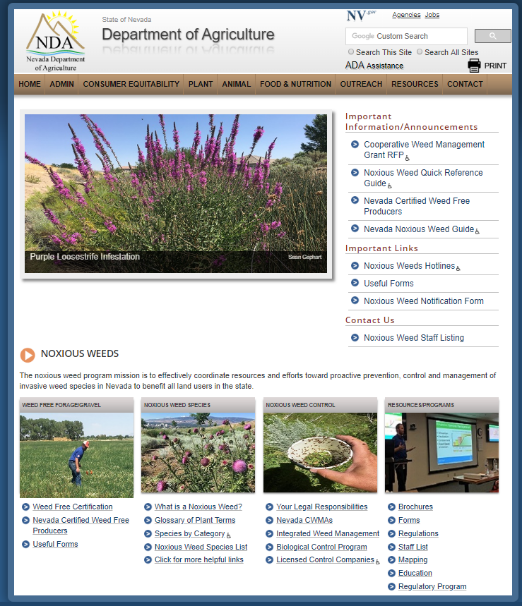 NDA
Nevada Department
of Agriculture
State of Nevada
Department of Agriculture
NV.gov
Agencies Jobs
Google Custom Search
Search This Site Search All Sites
ADA Assistance PRINT
HOME ADMIN CONSUMER EQUITABILITY PLANT ANIMAL FOOD & NUTRITION OUTREACH RESOURCES CONTACT
Purple Loosestrife Infestation
Sean Gephart
Important
Information/Announcements
Cooperative Weed Management
Grant RFP
Noxious Weed Quick Reference
Guide
Nevada Certified Weed Free
Producers
Nevada Noxious Weed Guide
Important Links
Noxious Weeds Hotlines
Useful Forms
Noxious Weed Notification Form
Contact Us
Noxious Weed Staff Listing
NOXIOUS WEEDS
The noxious weed program mission is to effectively coordinate resources and efforts toward proactive prevention, control and management of
invasive weed species in Nevada to benefit all land users in the state.
WEED FREE FORAGE/GRAVEL
Weed Free Certification
Nevada Certified Weed Free
Producers
Useful Forms
NOXIOUS WEED SPECIES
What is a Noxious Weed?
Glossary of Plant Terms
Species by Category
Noxious Weed Species List
Click for more helpful links
NOXIOUS WEED CONTROL
Your Legal Responsibilities
Nevada CWMAs
Integrated Weed Management
Biological Control Program
Licensed Control Companies
RESOURCES/PROGRAMS
Brochures
Forms
Regulations
Staff List
Mapping
Education
Regulatory Program